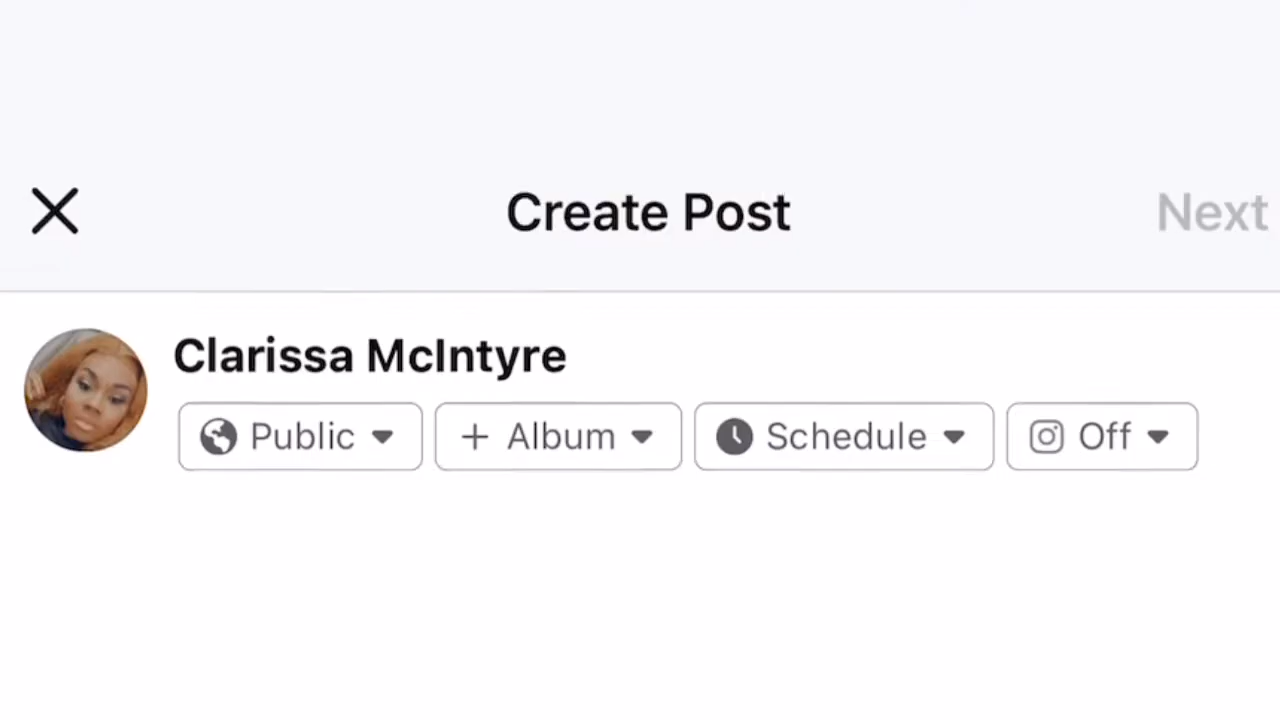 Create Post
Next
Clarissa McIntyre
Public
+ Album
Schedule
Off